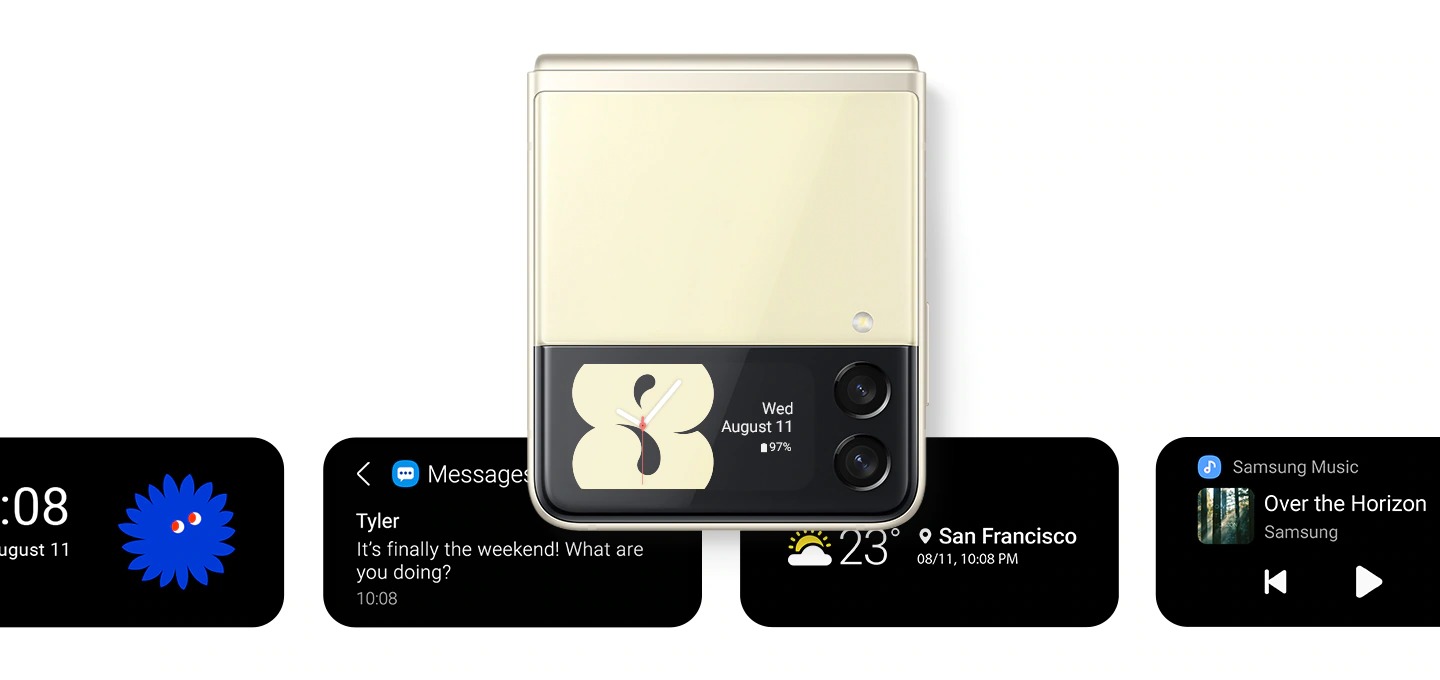 :08
ugust 11
Messages
Tyler
It's finally the weekend! What are
you doing?
10:08
Wed
August 11
97%
23°
San Francisco
08/11, 10:08 PM
Samsung Music
Over the Horizon
Samsung